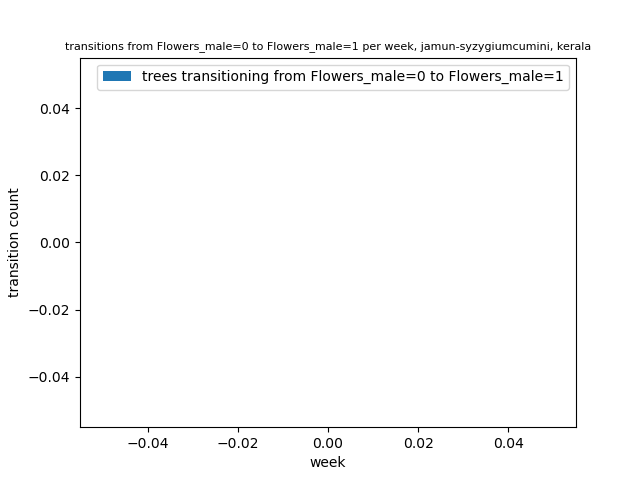 transitions from Flowers_male=0 to Flowers_male=1 per week, jamun-syzygiumcumini, kerala
trees transitioning from Flowers_male=0 to Flowers_male=1
0.04
0.02
0.00
−0.02
−0.04
transition count
−0.04 −0.02 0.00 0.02 0.04
week